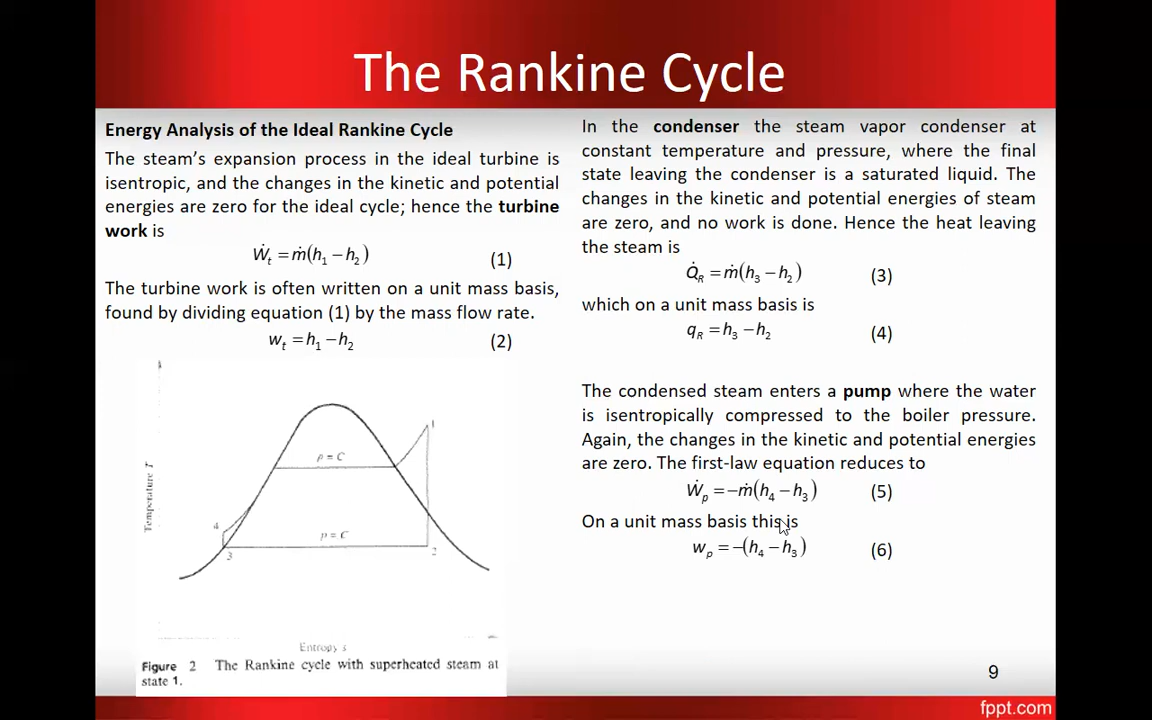 The Rankine Cycle
Energy Analysis of the Ideal Rankine Cycle
The steam's expansion process in the ideal turbine is
isentropic, and the changes in the kinetic and potential
energies are zero for the ideal cycle; hence the turbine
work is
Ẇₜ = ṁ(h₁ − h₂) (1)
The turbine work is often written on a unit mass basis,
found by dividing equation (1) by the mass flow rate.
wₜ = h₁ − h₂ (2)
Temperature T
1
p = C
4
p = C
3
2
Entropy s
Figure 2 The Rankine cycle with superheated steam at
state 1.
In the condenser the steam vapor condenser at
constant temperature and pressure, where the final
state leaving the condenser is a saturated liquid. The
changes in the kinetic and potential energies of steam
are zero, and no work is done. Hence the heat leaving
the steam is
Q̇_R = ṁ(h₃ − h₂) (3)
which on a unit mass basis is
q_R = h₃ − h₂ (4)
The condensed steam enters a pump where the water
is isentropically compressed to the boiler pressure.
Again, the changes in the kinetic and potential energies
are zero. The first-law equation reduces to
Ẇₚ = −ṁ(h₄ − h₃) (5)
On a unit mass basis this is
wₚ = −(h₄ − h₃) (6)
9
fppt.com